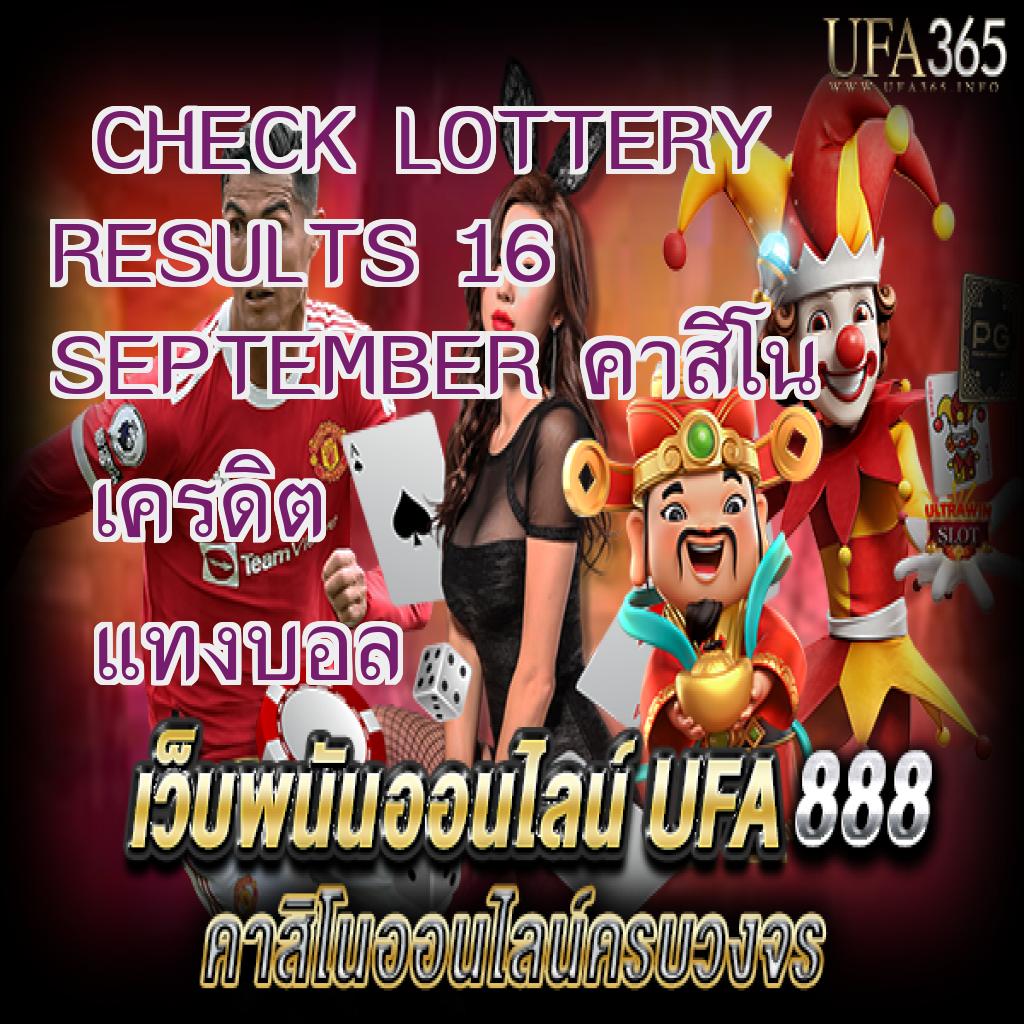 UFA365
WWW.UFA365.INFO
CHECK LOTTERY
RESULTS 16
SEPTEMBER คาสิโน
เครดิต
แทงบอล
PG
A
TeamVi
ULTRAWIN
SLOT
เว็บพนันออนไลน์ UFA 888
คาสิโนออนไลน์ครบวงจร